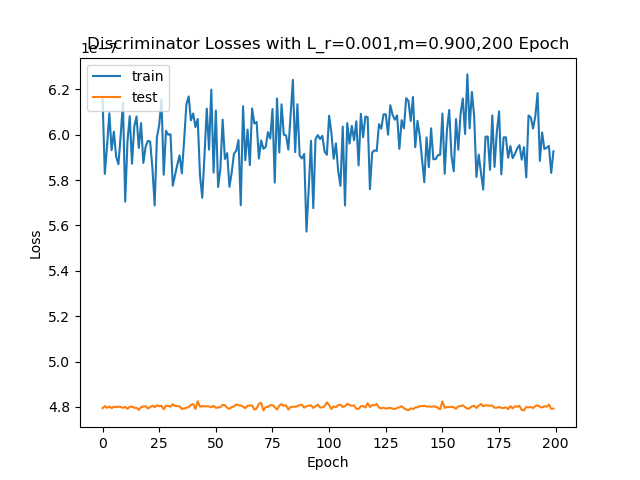 Discriminator Losses with L_r=0.001,m=0.900,200 Epoch
1e−7
train
test
6.2
6.0
5.8
5.6
5.4
5.2
5.0
4.8
Loss
0 25 50 75 100 125 150 175 200
Epoch